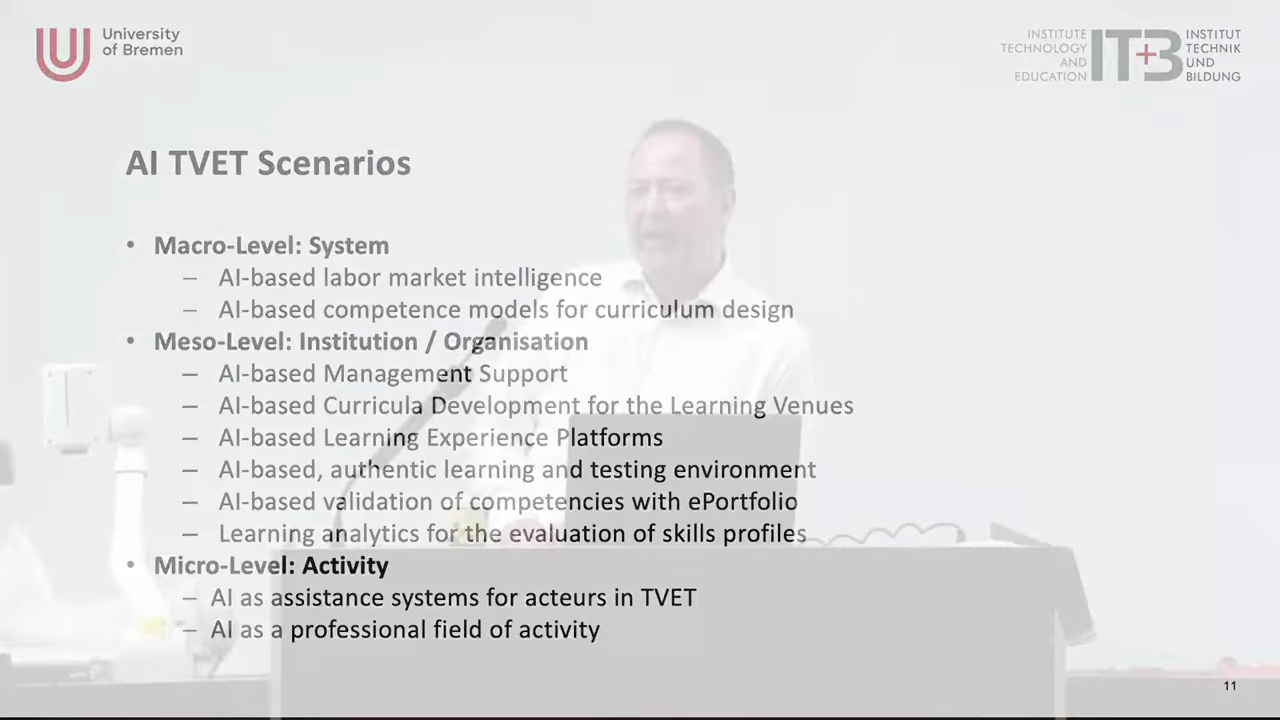 University
of Bremen
INSTITUTE
TECHNOLOGY
AND
EDUCATION
IT+B
INSTITUT
TECHNIK
UND
BILDUNG
AI TVET Scenarios
• Macro-Level: System
– AI-based labor market intelligence
– AI-based competence models for curriculum design
• Meso-Level: Institution / Organisation
– AI-based Management Support
– AI-based Curricula Development for the Learning Venues
– AI-based Learning Experience Platforms
– AI-based, authentic learning and testing environment
– AI-based validation of competencies with ePortfolio
– Learning analytics for the evaluation of skills profiles
• Micro-Level: Activity
– AI as assistance systems for acteurs in TVET
– AI as a professional field of activity
11